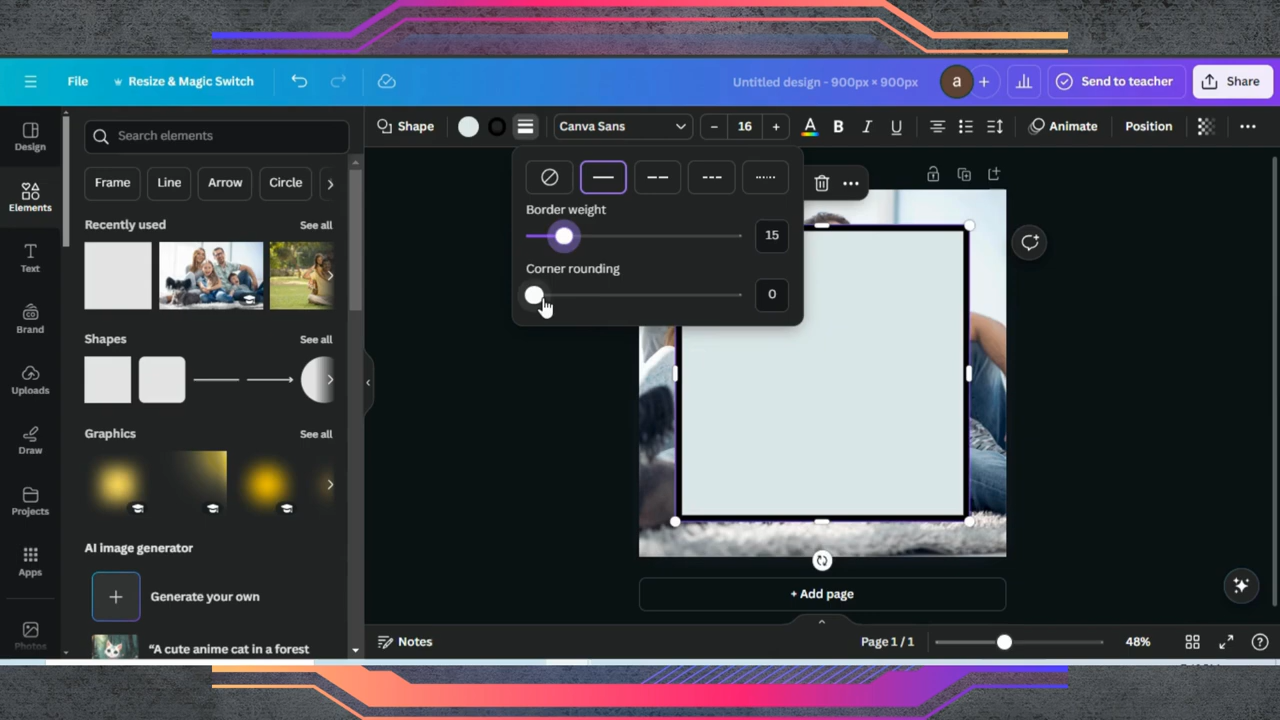 File
Resize & Magic Switch
Untitled design - 900px × 900px
a
+
Send to teacher
Share
Design
Elements
Text
Brand
Uploads
Draw
Projects
Apps
Photos
Search elements
Frame
Line
Arrow
Circle
Recently used
See all
Shapes
See all
Graphics
See all
AI image generator
Generate your own
"A cute anime cat in a forest
Shape
Canva Sans
– 16 +
A
B
I
U
Animate
Position
Border weight
15
Corner rounding
0
+ Add page
Notes
Page 1 / 1
48%